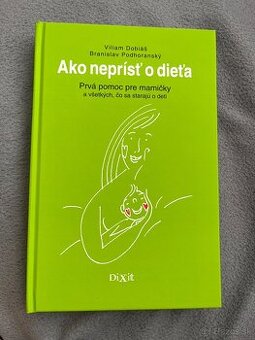 Viliam Dobiáš
Branislav Podhoranský
Ako neprísť o dieťa
Prvá pomoc pre mamičky
a všetkých, čo sa starajú o deti
DiXit